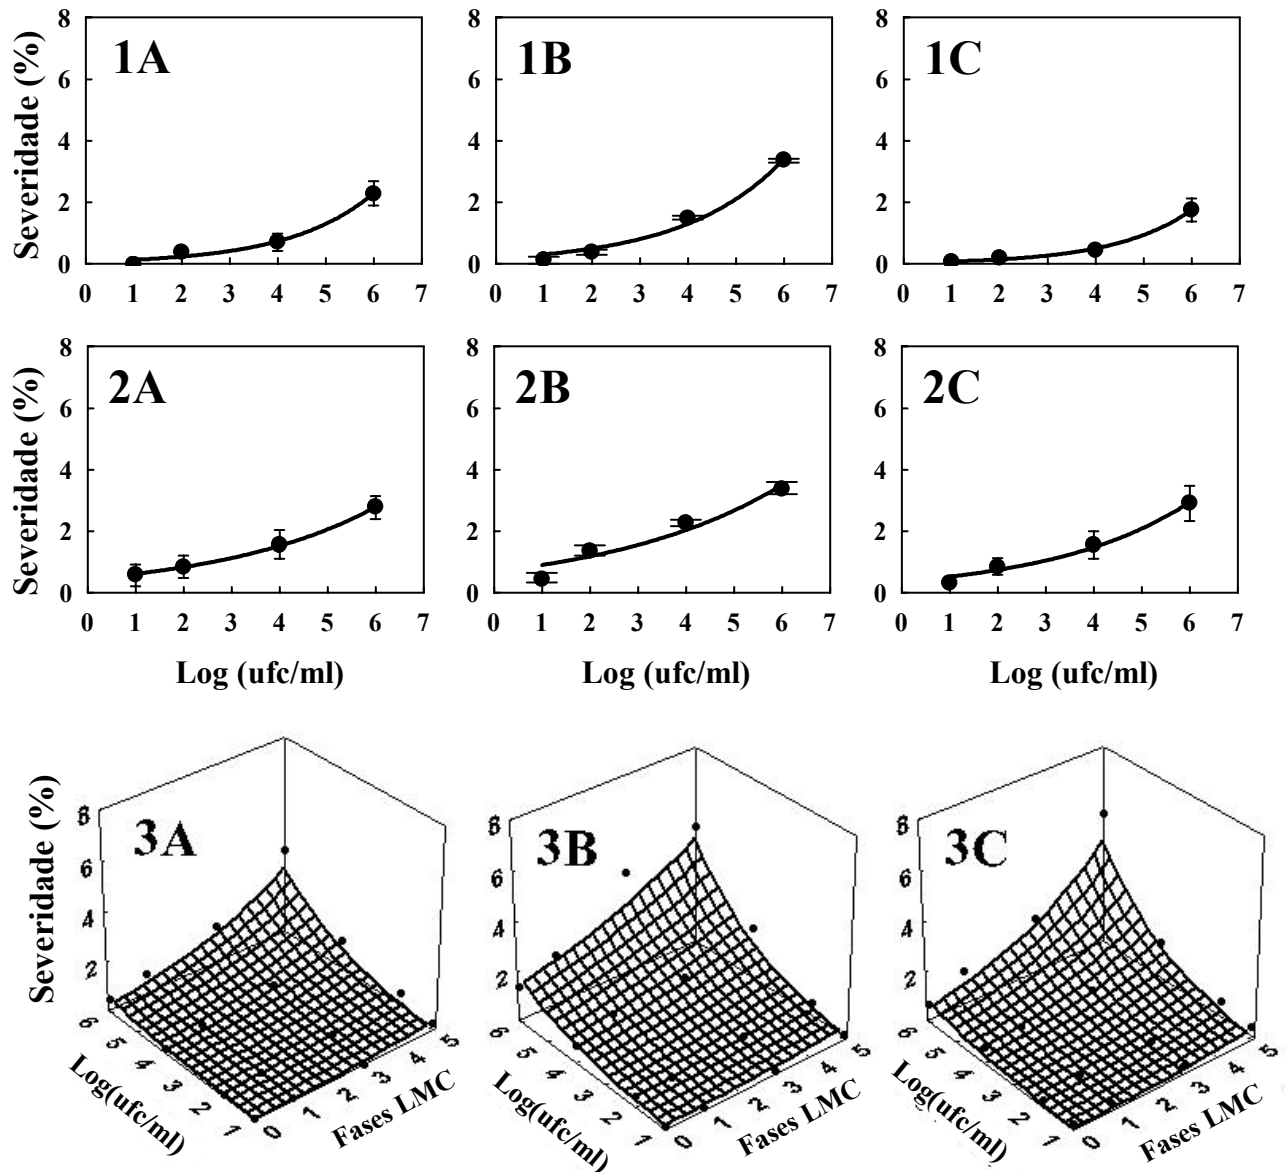 Severidade (%)
8
6
4
2
0
1A
0 1 2 3 4 5 6 7
8
6
4
2
0
1B
0 1 2 3 4 5 6 7
8
6
4
2
0
1C
0 1 2 3 4 5 6 7
Severidade (%)
8
6
4
2
0
2A
0 1 2 3 4 5 6 7
Log (ufc/ml)
8
6
4
2
0
2B
0 1 2 3 4 5 6 7
Log (ufc/ml)
8
6
4
2
0
2C
0 1 2 3 4 5 6 7
Log (ufc/ml)
Severidade (%)
8
6
4
2
3A
6 5 4 3 2 1
Log(ufc/ml)
0 1 2 3 4 5
Fases LMC
8
6
4
2
3B
6 5 4 3 2 1
Log(ufc/ml)
0 1 2 3 4 5
Fases LMC
8
6
4
2
3C
6 5 4 3 2 1
Log(ufc/ml)
0 1 2 3 4 5
Fases LMC